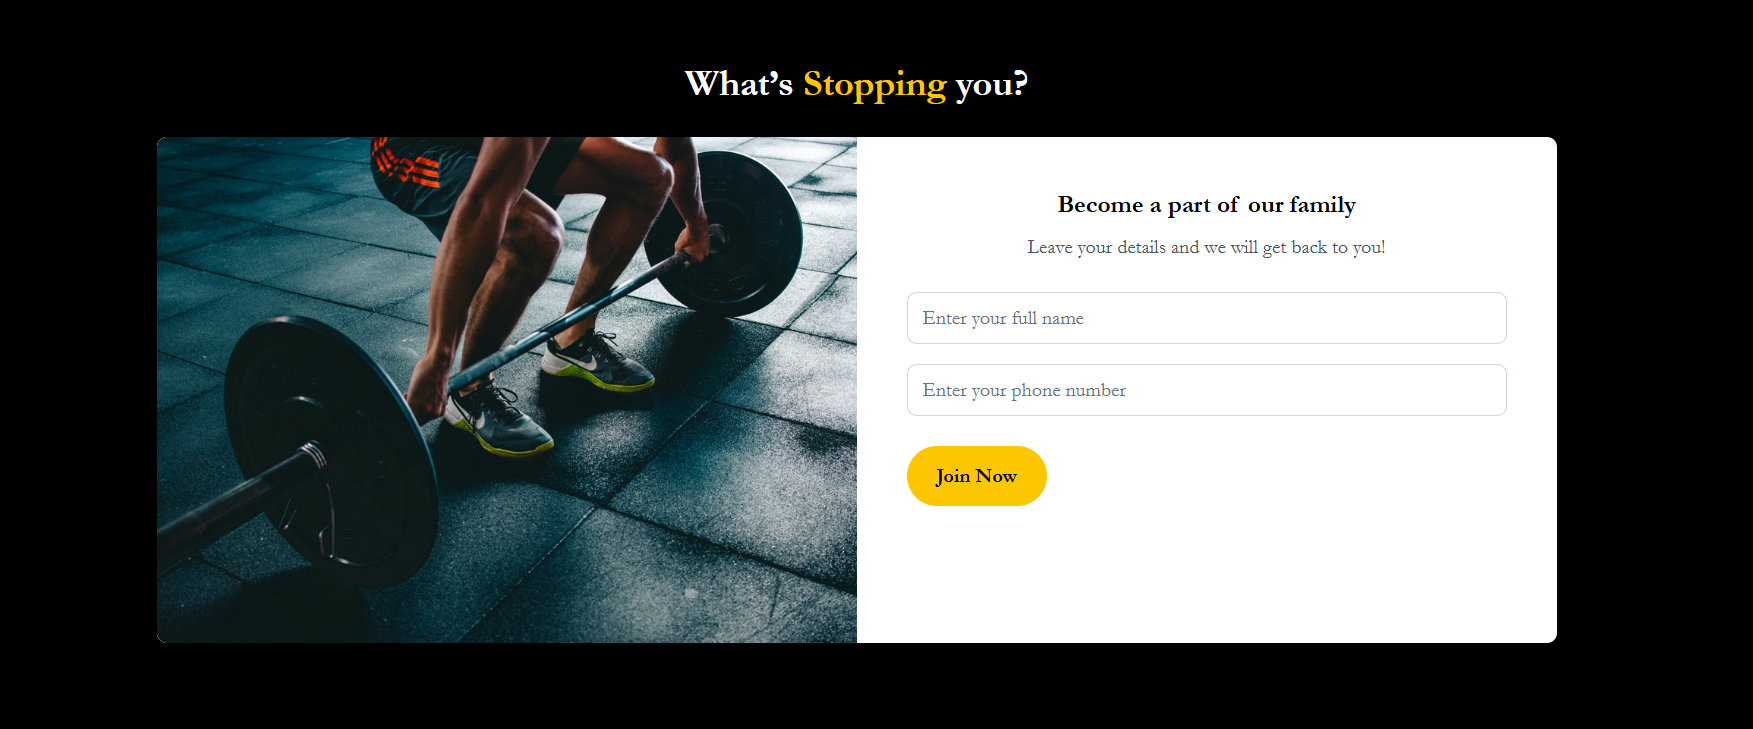 What’s Stopping you?
Become a part of our family
Leave your details and we will get back to you!
Enter your full name
Enter your phone number
Join Now